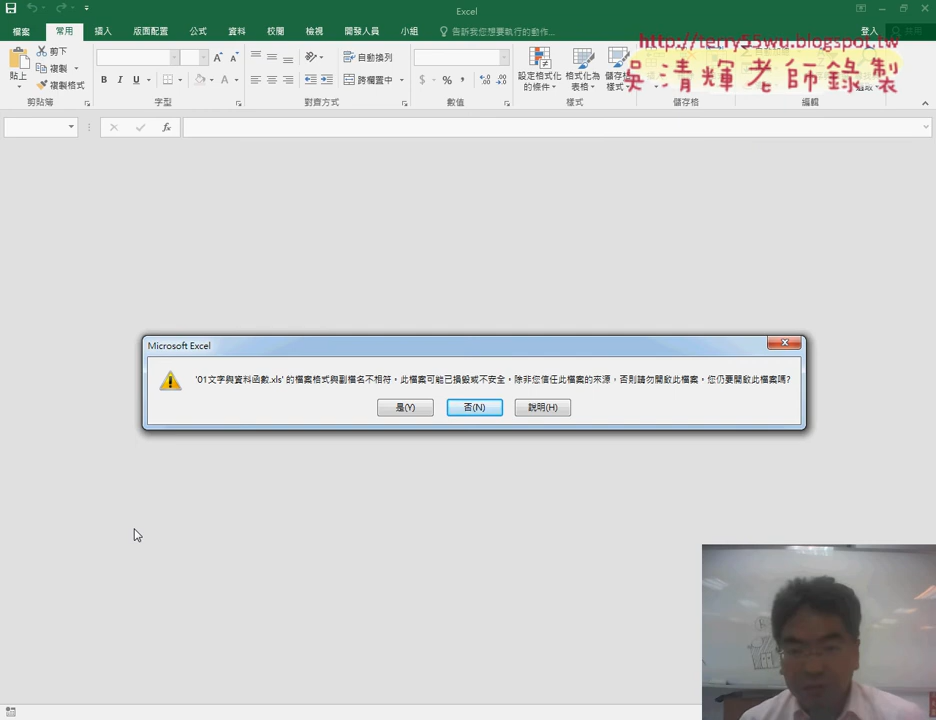 Excel
檔案 常用 插入 版面配置 公式 資料 校閱 檢視 開發人員 小組 告訴我您想要執行的動作... 登入 共用
http://terry55wu.blogspot.tw
吳清輝老師錄製
剪下
複製
複製格式
貼上
B I U A
自動換列
跨欄置中
$ % ,
設定格式化的條件
格式化為表格
儲存格樣式
剪貼簿 字型 對齊方式 數值 樣式 儲存格 編輯
fx
Microsoft Excel
'01文字與資料函數.xls' 的檔案格式與副檔名不相符。此檔案可能已損毀或不安全。除非您信任此檔案的來源，否則請勿開啟此檔案。您仍要開啟此檔案嗎?
是(Y) 否(N) 說明(H)